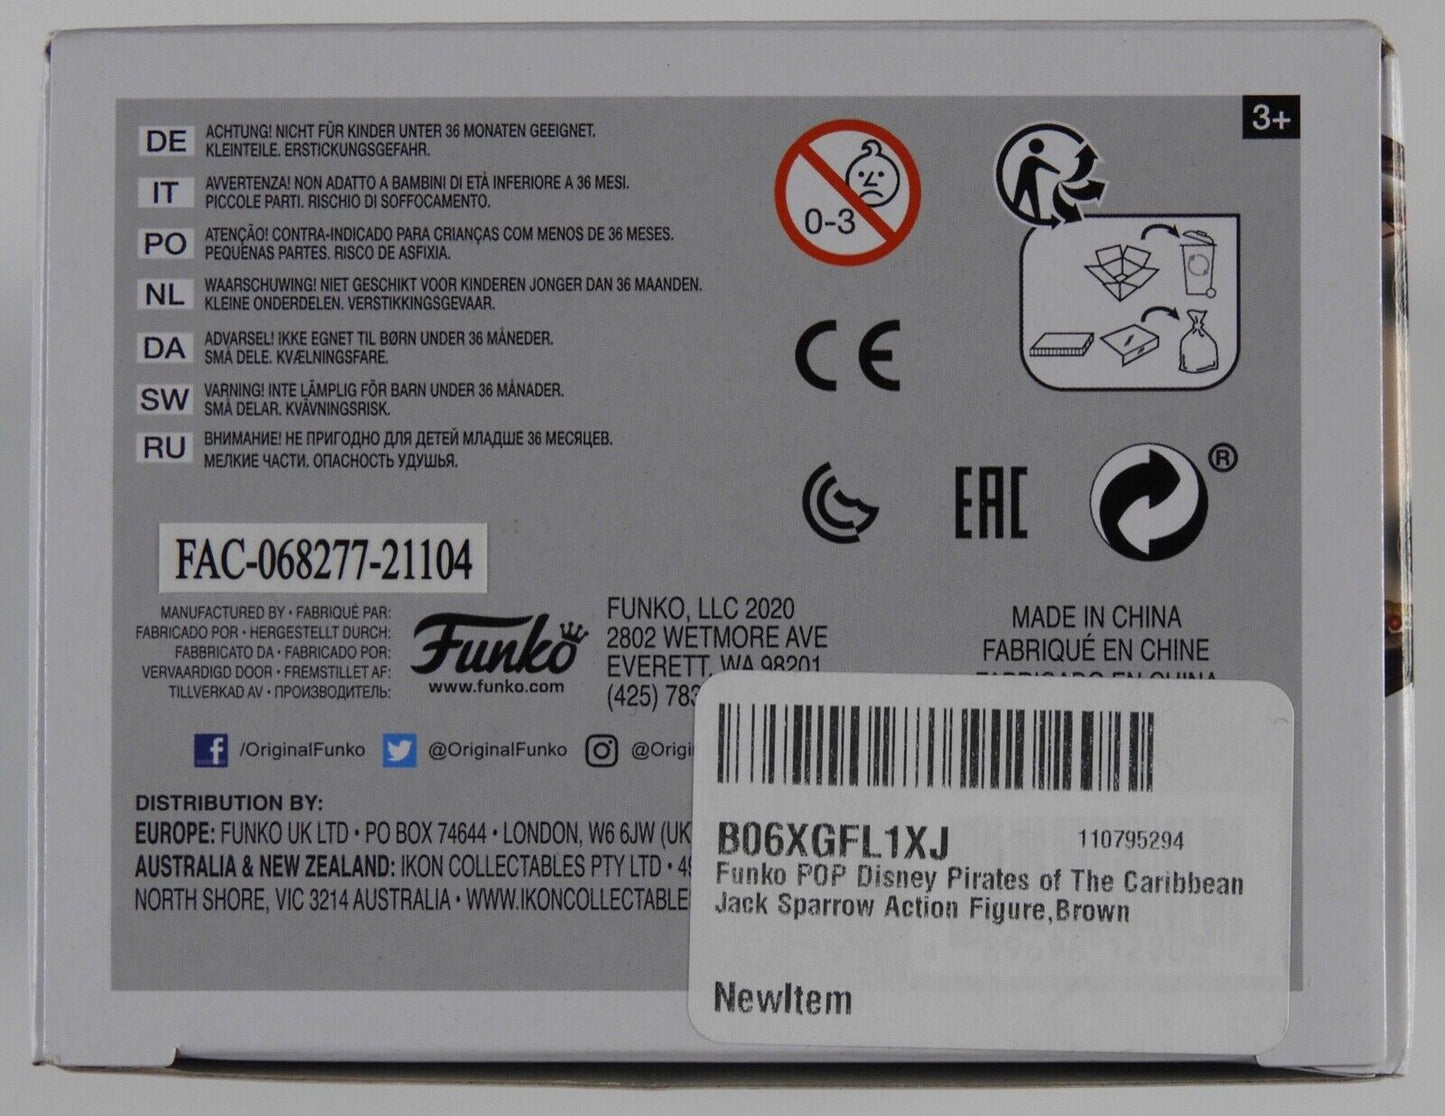 3+
DE ACHTUNG! NICHT FÜR KINDER UNTER 36 MONATEN GEEIGNET.
KLEINTEILE. ERSTICKUNGSGEFAHR.
IT AVVERTENZA! NON ADATTO A BAMBINI DI ETÀ INFERIORE A 36 MESI.
PICCOLE PARTI. RISCHIO DI SOFFOCAMENTO.
PO ATENÇÃO! CONTRA-INDICADO PARA CRIANÇAS COM MENOS DE 36 MESES.
PEQUENAS PARTES. RISCO DE ASFIXIA.
NL WAARSCHUWING! NIET GESCHIKT VOOR KINDEREN JONGER DAN 36 MAANDEN.
KLEINE ONDERDELEN. VERSTIKKINGSGEVAAR.
DA ADVARSEL! IKKE EGNET TIL BØRN UNDER 36 MÅNEDER.
SMÅ DELE. KVÆLNINGSFARE.
SW VARNING! INTE LÄMPLIG FÖR BARN UNDER 36 MÅNADER.
SMÅ DELAR. KVÄVNINGSRISK.
RU ВНИМАНИЕ! НЕ ПРИГОДНО ДЛЯ ДЕТЕЙ МЛАДШЕ 36 МЕСЯЦЕВ.
МЕЛКИЕ ЧАСТИ. ОПАСНОСТЬ УДУШЬЯ.
0-3
CE
EAC
®
FAC-068277-21104
MANUFACTURED BY • FABRIQUÉ PAR:
FABRICADO POR • HERGESTELLT DURCH:
FABBRICATO DA • FABRICADO POR:
VERVAARDIGD DOOR • FREMSTILLET AF:
TILLVERKAD AV • ПРОИЗВОДИТЕЛЬ:
Funko
www.funko.com
FUNKO, LLC 2020
2802 WETMORE AVE
EVERETT, WA 98201
(425) 783
MADE IN CHINA
FABRIQUÉ EN CHINE
FABRICADO EN CHINA
/OriginalFunko @OriginalFunko @Origi
DISTRIBUTION BY:
EUROPE: FUNKO UK LTD • PO BOX 74644 • LONDON, W6 6JW (UK
AUSTRALIA & NEW ZEALAND: IKON COLLECTABLES PTY LTD • 49
NORTH SHORE, VIC 3214 AUSTRALIA • WWW.IKONCOLLECTABLE
B06XGFL1XJ 110795294
Funko POP Disney Pirates of The Caribbean
Jack Sparrow Action Figure,Brown
NewItem